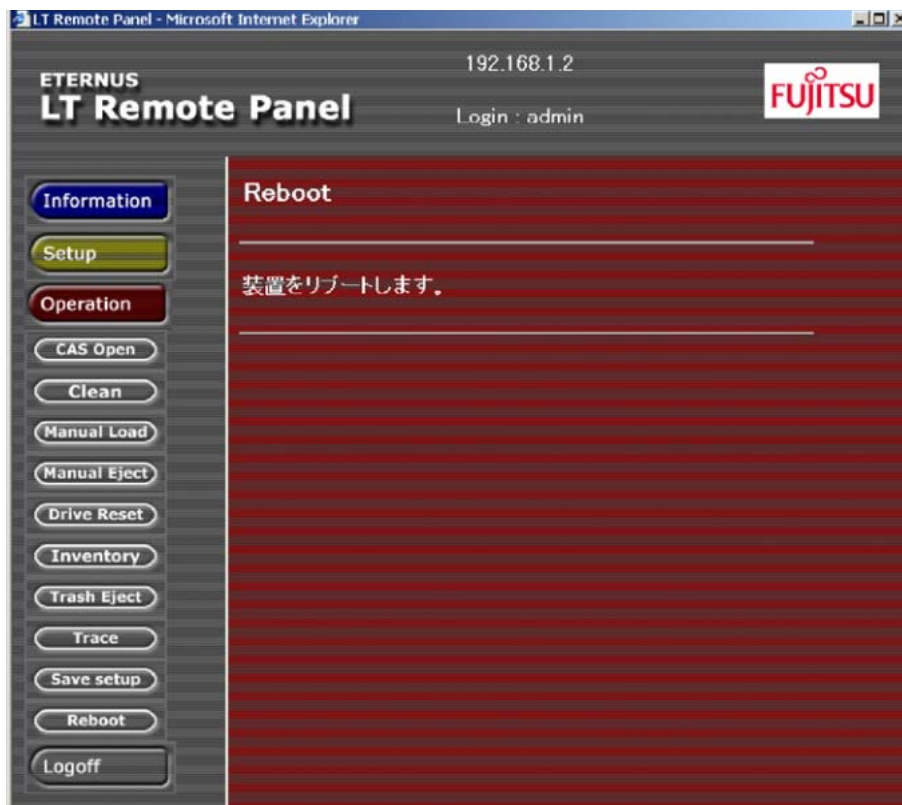 LT Remote Panel - Microsoft Internet Explorer
ETERNUS
LT Remote Panel
192.168.1.2
Login : admin
FUJITSU
Information
Setup
Operation
CAS Open
Clean
Manual Load
Manual Eject
Drive Reset
Inventory
Trash Eject
Trace
Save setup
Reboot
Logoff
Reboot
装置をリブートします。